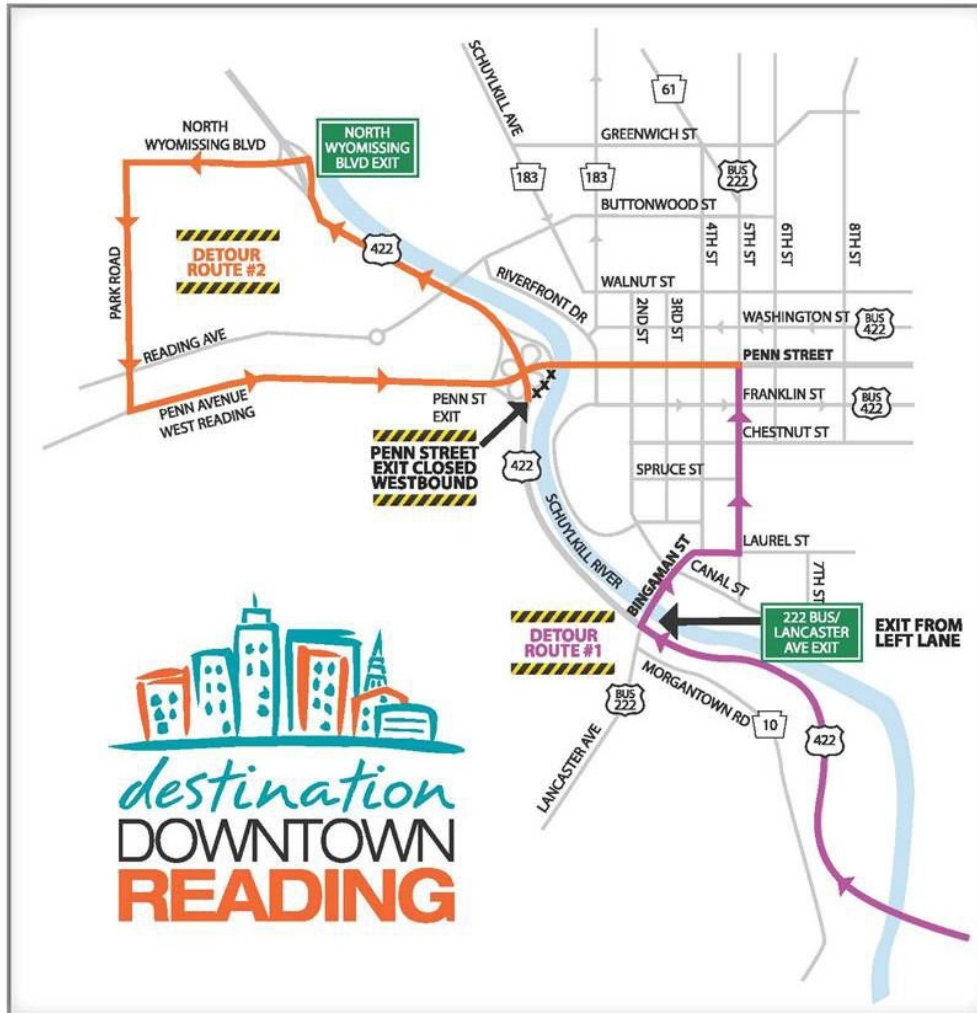 SCHUYLKILL AVE
61
NORTH
WYOMISSING BLVD
NORTH
WYOMISSING
BLVD EXIT
GREENWICH ST
183
183
BUS
222
BUTTONWOOD ST
4TH ST
5TH ST
6TH ST
8TH ST
422
DETOUR
ROUTE #2
PARK ROAD
RIVERFRONT DR
WALNUT ST
2ND ST
3RD ST
WASHINGTON ST
BUS
422
READING AVE
PENN STREET
PENN AVENUE
WEST READING
PENN ST
EXIT
FRANKLIN ST
BUS
422
CHESTNUT ST
PENN STREET
EXIT CLOSED
WESTBOUND
422
SPRUCE ST
SCHUYLKILL RIVER
BINGAMAN ST
LAUREL ST
CANAL ST
7TH ST
222 BUS/
LANCASTER
AVE EXIT
EXIT FROM
LEFT LANE
DETOUR
ROUTE #1
BUS
222
MORGANTOWN RD
10
422
LANCASTER AVE
destination
DOWNTOWN
READING